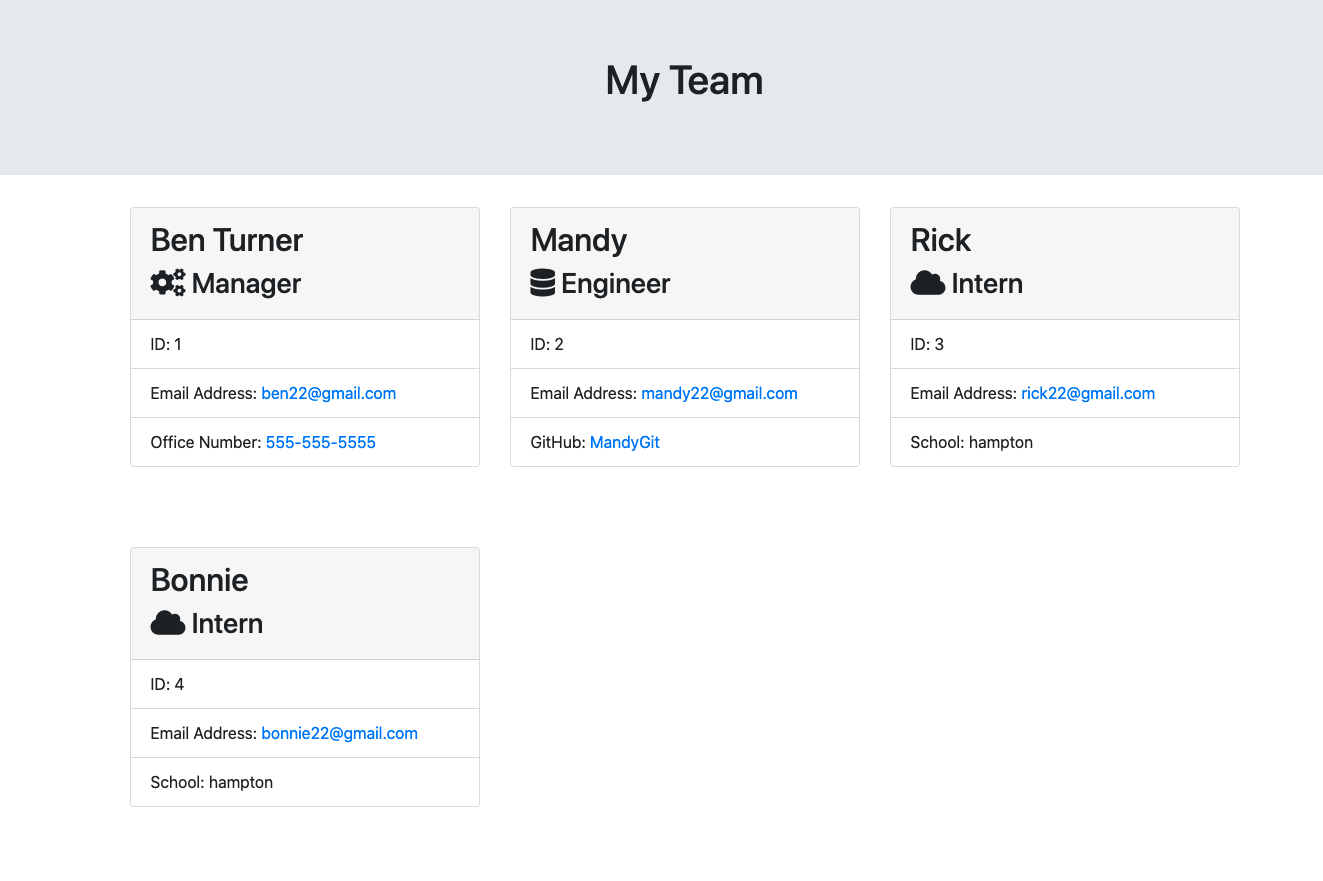 My Team
Ben Turner
Manager
ID: 1
Email Address: ben22@gmail.com
Office Number: 555-555-5555
Mandy
Engineer
ID: 2
Email Address: mandy22@gmail.com
GitHub: MandyGit
Rick
Intern
ID: 3
Email Address: rick22@gmail.com
School: hampton
Bonnie
Intern
ID: 4
Email Address: bonnie22@gmail.com
School: hampton